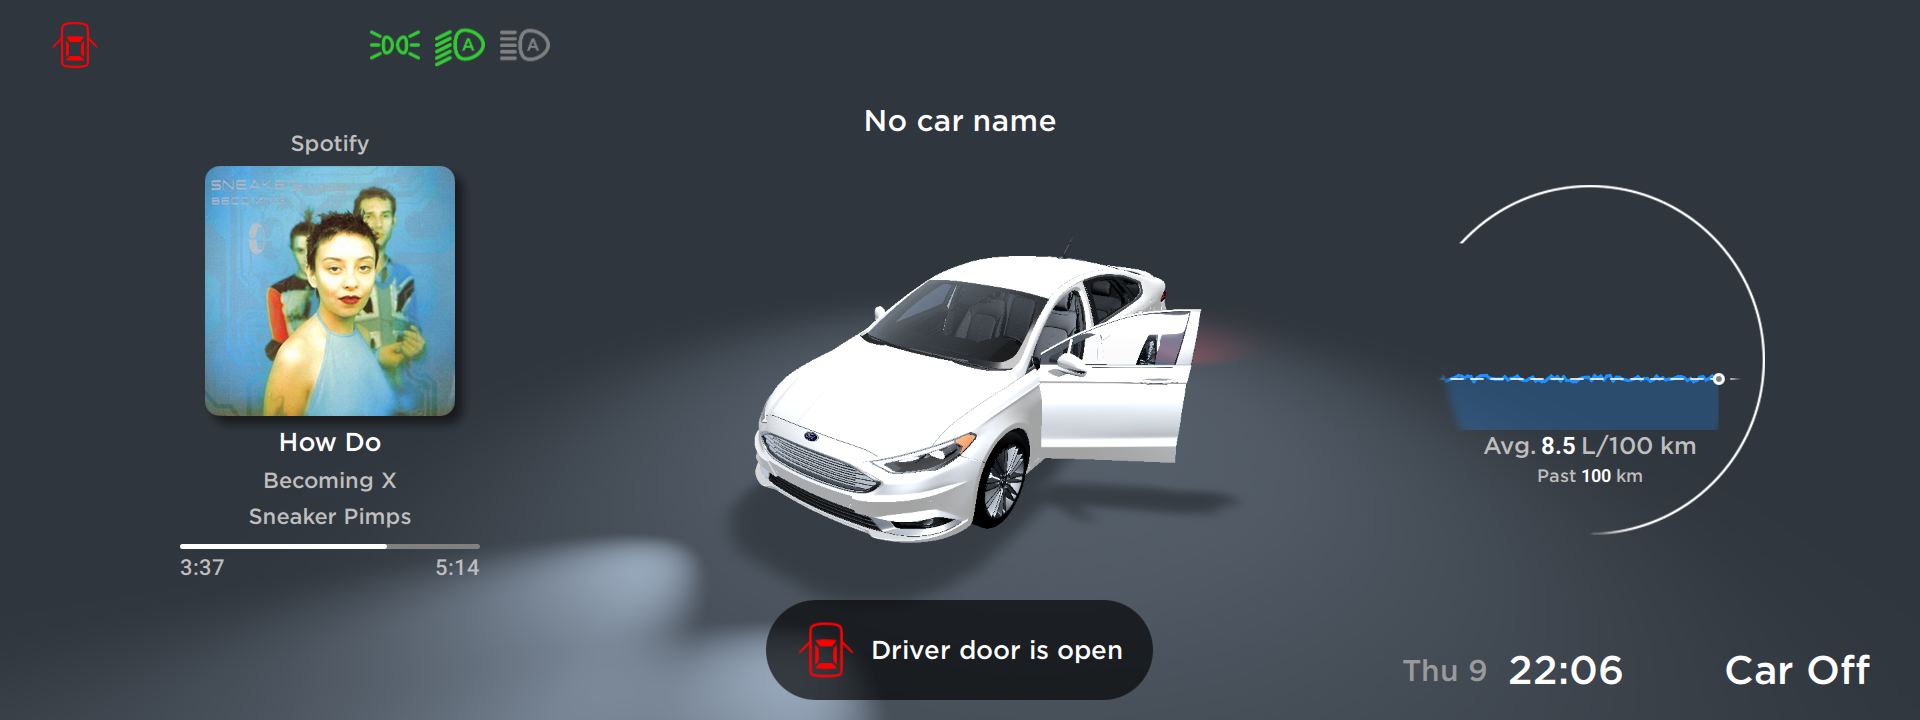 A
A
No car name
Spotify
SNEAKER
How Do
Becoming X
Sneaker Pimps
3:37
5:14
Avg. 8.5 L/100 km
Past 100 km
Driver door is open
Thu 9 22:06
Car Off